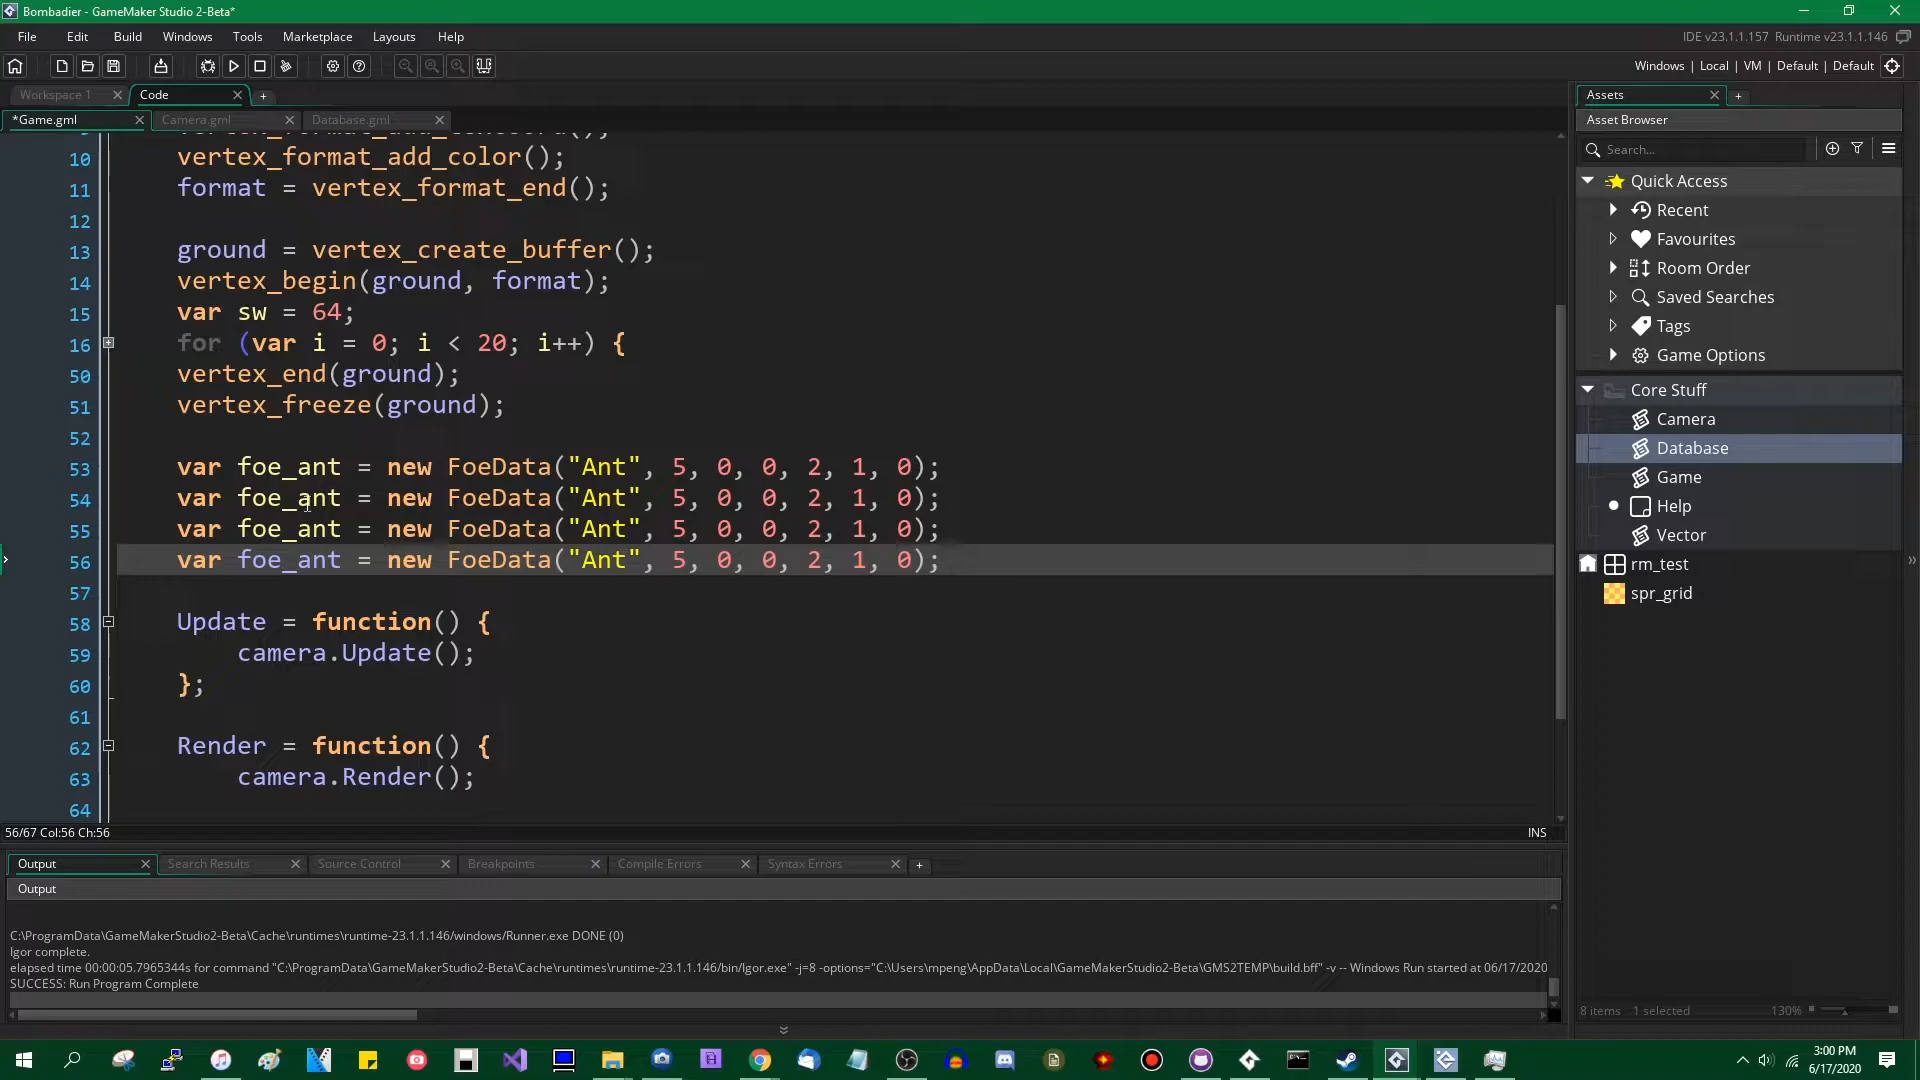 Bombadier - GameMaker Studio 2-Beta*
File Edit Build Windows Tools Marketplace Layouts Help
IDE v23.1.1.157 Runtime v23.1.1.146
Windows | Local | VM | Default | Default
Workspace 1
Code
Assets
*Game.gml
Camera.gml
Database.gml
Asset Browser
Search...
10 vertex_format_add_color();
11 format = vertex_format_end();
12
13 ground = vertex_create_buffer();
14 vertex_begin(ground, format);
15 var sw = 64;
16 for (var i = 0; i < 20; i++) {
50 vertex_end(ground);
51 vertex_freeze(ground);
52
53 var foe_ant = new FoeData("Ant", 5, 0, 0, 2, 1, 0);
54 var foe_ant = new FoeData("Ant", 5, 0, 0, 2, 1, 0);
55 var foe_ant = new FoeData("Ant", 5, 0, 0, 2, 1, 0);
56 var foe_ant = new FoeData("Ant", 5, 0, 0, 2, 1, 0);
57
58 Update = function() {
59 camera.Update();
60 };
61
62 Render = function() {
63 camera.Render();
64
56/67 Col:56 Ch:56
INS
Quick Access
Recent
Favourites
Room Order
Saved Searches
Tags
Game Options
Core Stuff
Camera
Database
Game
Help
Vector
rm_test
spr_grid
8 items 1 selected
130%
Output
Search Results
Source Control
Breakpoints
Compile Errors
Syntax Errors
Output
C:\ProgramData\GameMakerStudio2-Beta\Cache\runtimes\runtime-23.1.1.146/windows/Runner.exe DONE (0)
Igor complete.
elapsed time 00:00:05.7965344s for command "C:\ProgramData\GameMakerStudio2-Beta\Cache\runtimes\runtime-23.1.1.146/bin/Igor.exe" -j=8 -options="C:\Users\mpeng\AppData\Local\GameMakerStudio2-Beta\GMS2TEMP\build.bff" -v -- Windows Run started at 06/17/2020
SUCCESS: Run Program Complete
3:00 PM
6/17/2020